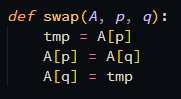 def swap(A, p, q):
    tmp = A[p]
    A[p] = A[q]
    A[q] = tmp